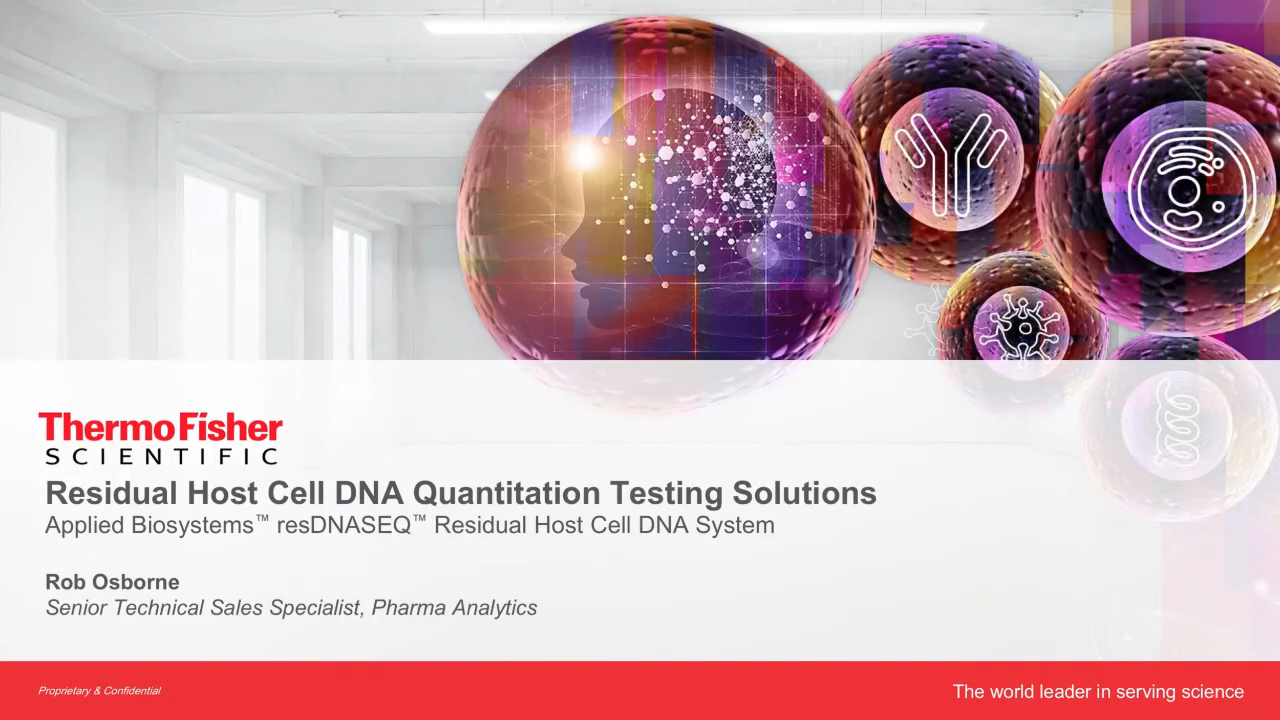 ThermoFisher
SCIENTIFIC
Residual Host Cell DNA Quantitation Testing Solutions
Applied Biosystems™ resDNASEQ™ Residual Host Cell DNA System
Rob Osborne
Senior Technical Sales Specialist, Pharma Analytics
Proprietary & Confidential
The world leader in serving science